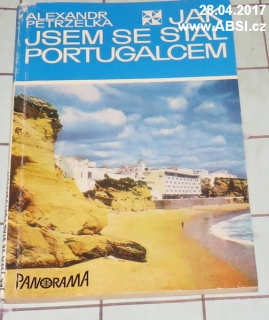 28.04.2017
www.ABSI.cz
ALEXANDR
PETRŽELKA
JAK
JSEM SE STAL
PORTUGALCEM
PANORAMA